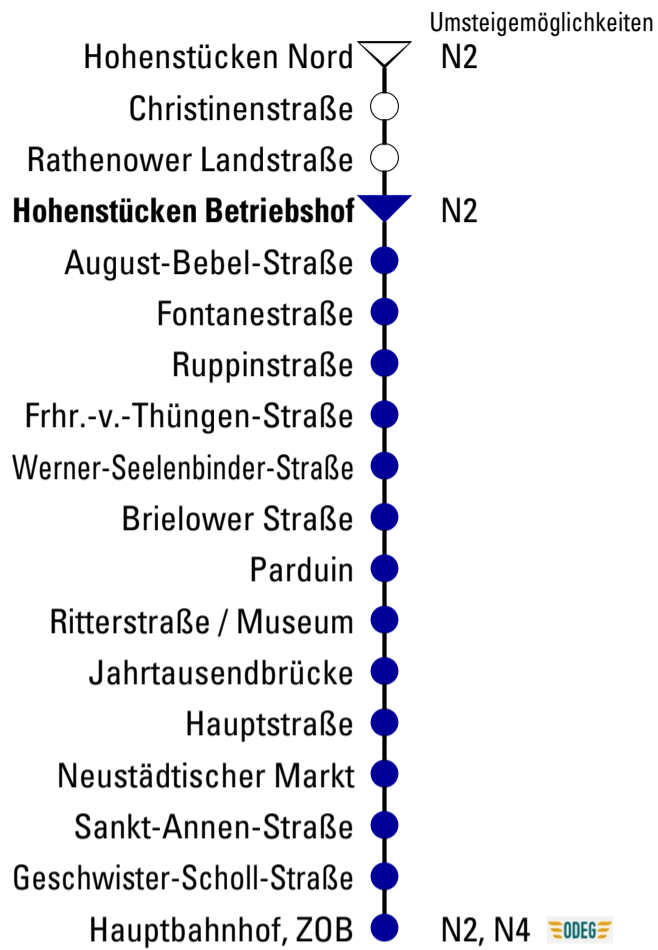 Umsteigemöglichkeiten
Hohenstücken Nord N2
Christinenstraße
Rathenower Landstraße
Hohenstücken Betriebshof N2
August-Bebel-Straße
Fontanestraße
Ruppinstraße
Frhr.-v.-Thüngen-Straße
Werner-Seelenbinder-Straße
Brielower Straße
Parduin
Ritterstraße / Museum
Jahrtausendbrücke
Hauptstraße
Neustädtischer Markt
Sankt-Annen-Straße
Geschwister-Scholl-Straße
Hauptbahnhof, ZOB N2, N4 ODEG